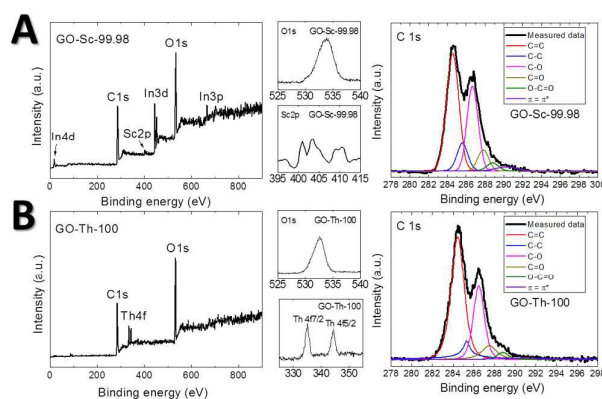 A
GO-Sc-99.98
O1s
C1s
In3d
In3p
Sc2p
In4d
Intensity (a.u.)
0 200 400 600 800
Binding energy (eV)
O1s GO-Sc-99.98
525 530 535 540
Sc2p GO-Sc-99.98
395 400 405 410 415
Intensity (a.u.)
C 1s
Measured data
C=C
C-C
C-O
C=O
O-C=O
π = π*
GO-Sc-99.98
Intensity (a.u.)
278 280 282 284 286 288 290 292 294 296 298 300
Binding energy (eV)
B
GO-Th-100
O1s
C1s
Th4f
Intensity (a.u.)
0 200 400 600 800
Binding energy (eV)
O1s GO-Th-100
525 530 535 540
GO-Th-100
Th 4f7/2 Th 4f5/2
330 340 350
Intensity (a.u.)
Binding energy (eV)
C 1s
Measured data
C=C
C-C
C-O
C=O
O-C=O
π = π*
GO-Th-100
Intensity (a.u.)
278 280 282 284 286 288 290 292 294 296 298
Binding energy (eV)